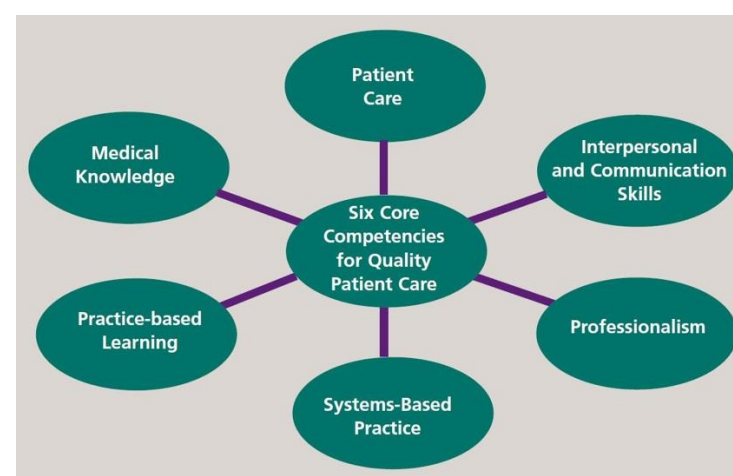 Patient
Care
Interpersonal
and Communication
Skills
Medical
Knowledge
Six Core
Competencies
for Quality
Patient Care
Practice-based
Learning
Professionalism
Systems-Based
Practice